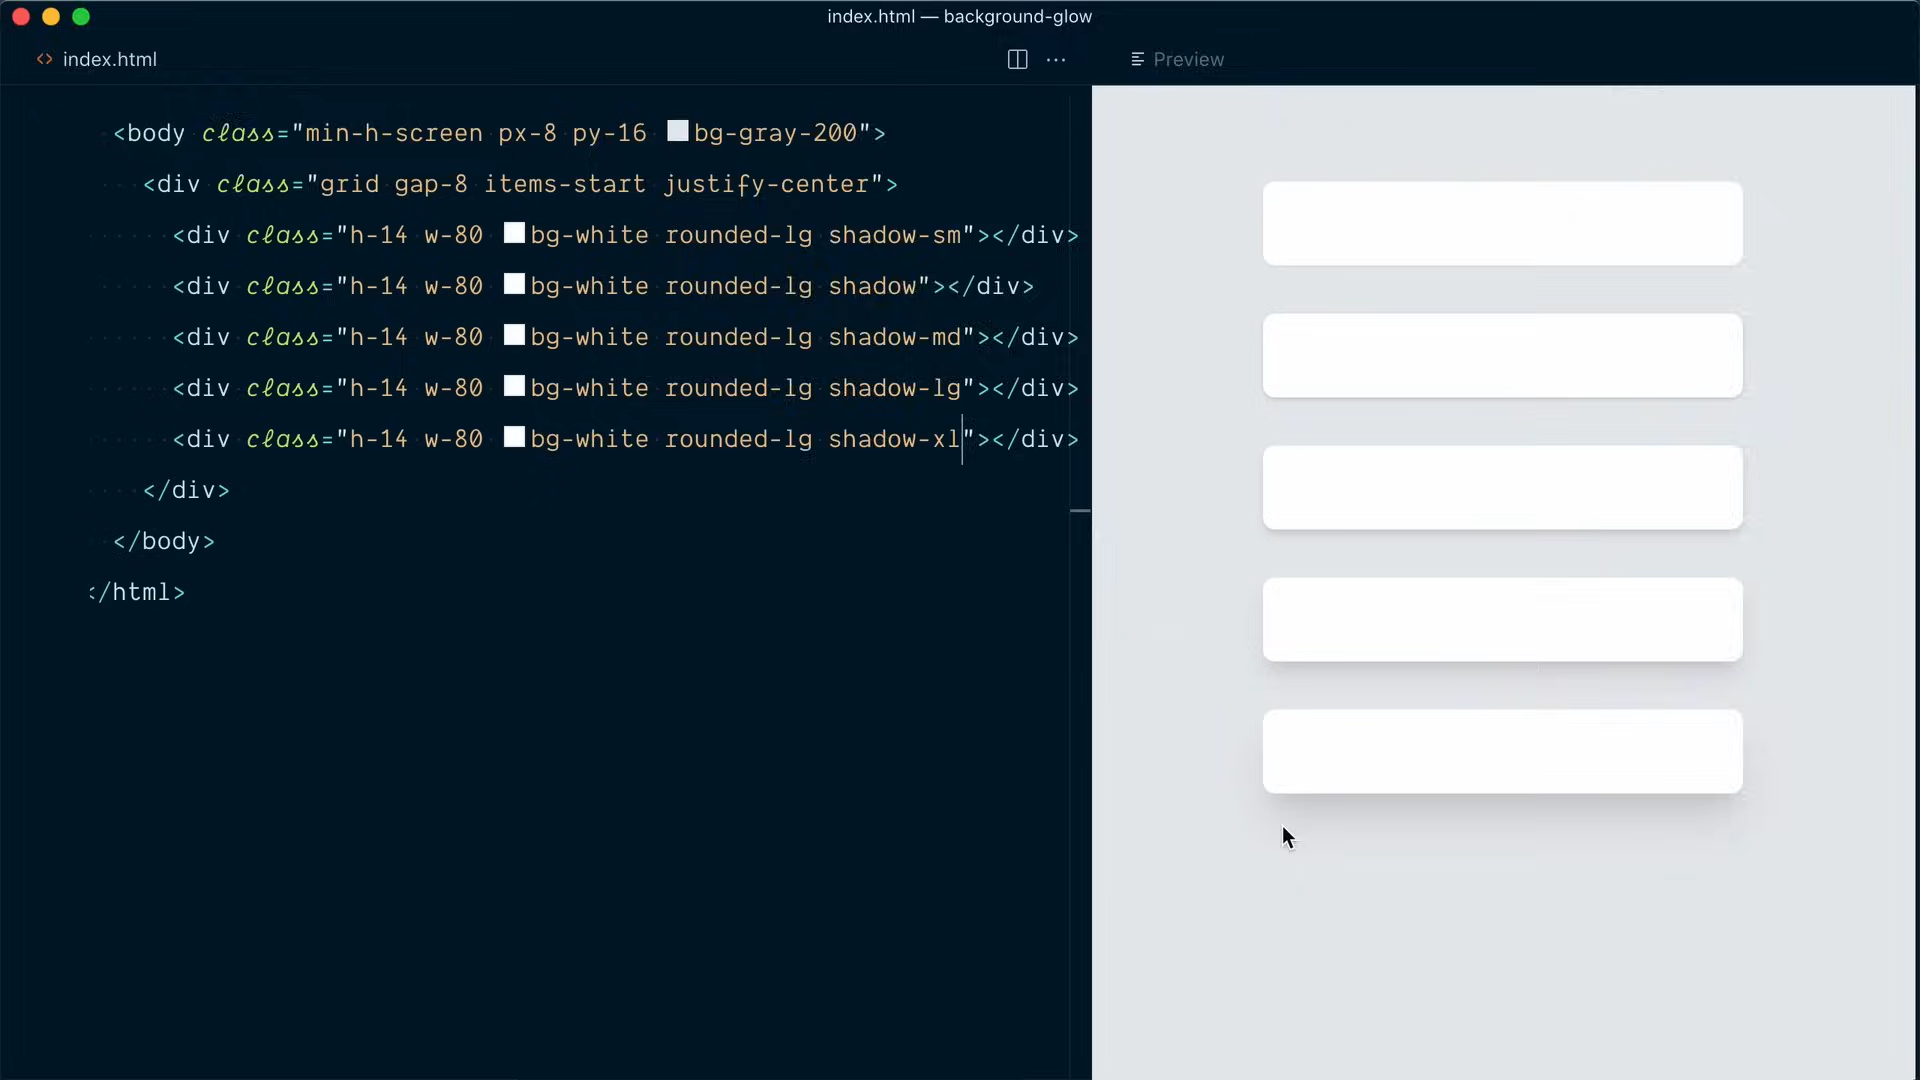 index.html — background-glow
index.html
Preview
<body class="min-h-screen px-8 py-16 bg-gray-200">
<div class="grid gap-8 items-start justify-center">
<div class="h-14 w-80 bg-white rounded-lg shadow-sm"></div>
<div class="h-14 w-80 bg-white rounded-lg shadow"></div>
<div class="h-14 w-80 bg-white rounded-lg shadow-md"></div>
<div class="h-14 w-80 bg-white rounded-lg shadow-lg"></div>
<div class="h-14 w-80 bg-white rounded-lg shadow-xl"></div>
</div>
</body>
</html>